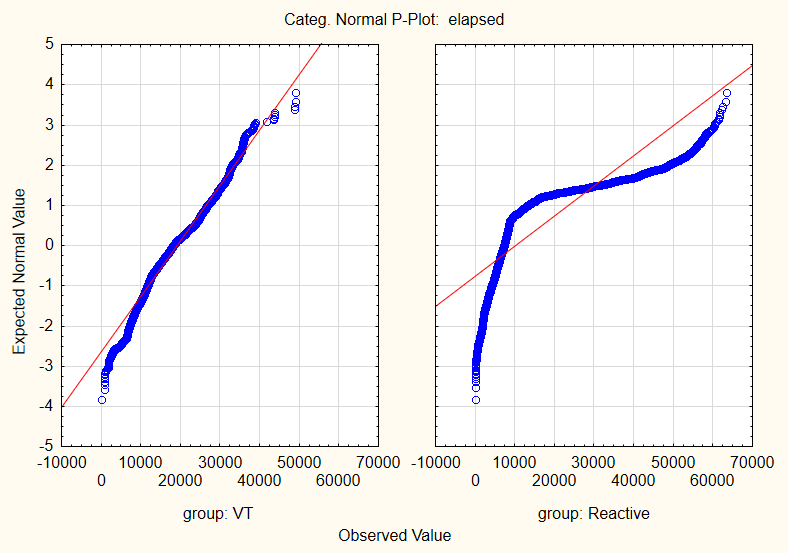 Categ. Normal P-Plot:  elapsed
Expected Normal Value
5
4
3
2
1
0
-1
-2
-3
-4
-5
-10000 10000 30000 50000 70000 -10000 10000 30000 50000 70000
0 20000 40000 60000 0 20000 40000 60000
group: VT group: Reactive
Observed Value